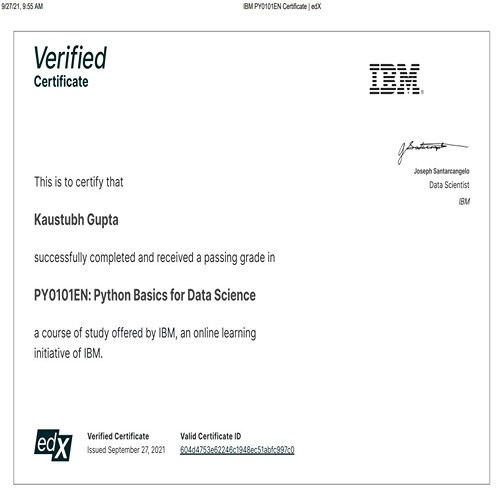 9/27/21, 9:55 AM
IBM PY0101EN Certificate | edX
Verified
Certificate
IBM
Joseph Santarcangelo
Data Scientist
IBM
This is to certify that
Kaustubh Gupta
successfully completed and received a passing grade in
PY0101EN: Python Basics for Data Science
a course of study offered by IBM, an online learning
initiative of IBM.
edX
Verified Certificate
Issued September 27, 2021
Valid Certificate ID
604d4753e62246c1948ec51abfc997c0